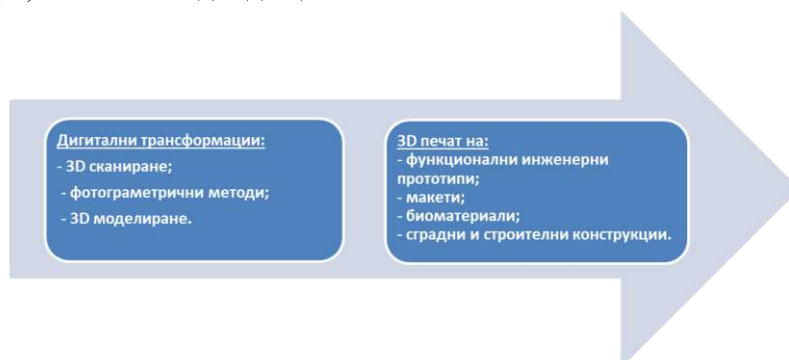 Дигитални трансформации:
- 3D сканиране;
- фотограметрични методи;
- 3D моделиране.
3D печат на:
- функционални инженерни
прототипи;
- макети;
- биоматериали;
- сградни и строителни конструкции.